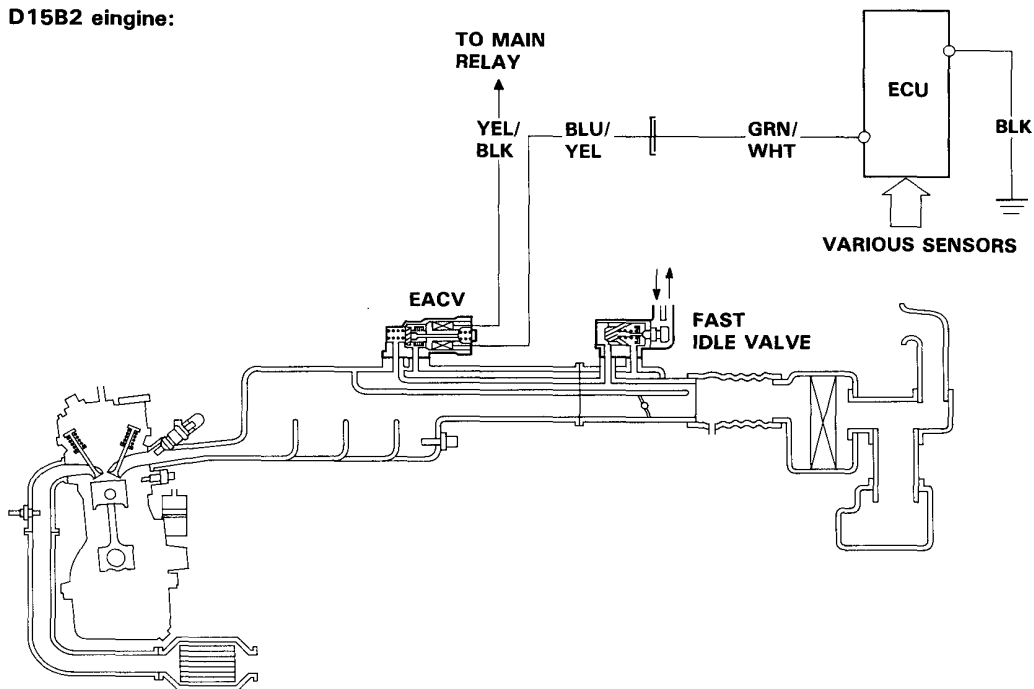 D15B2 eingine:
TO MAIN
RELAY
YEL/
BLK
BLU/
YEL
GRN/
WHT
ECU
BLK
VARIOUS SENSORS
EACV
FAST
IDLE VALVE